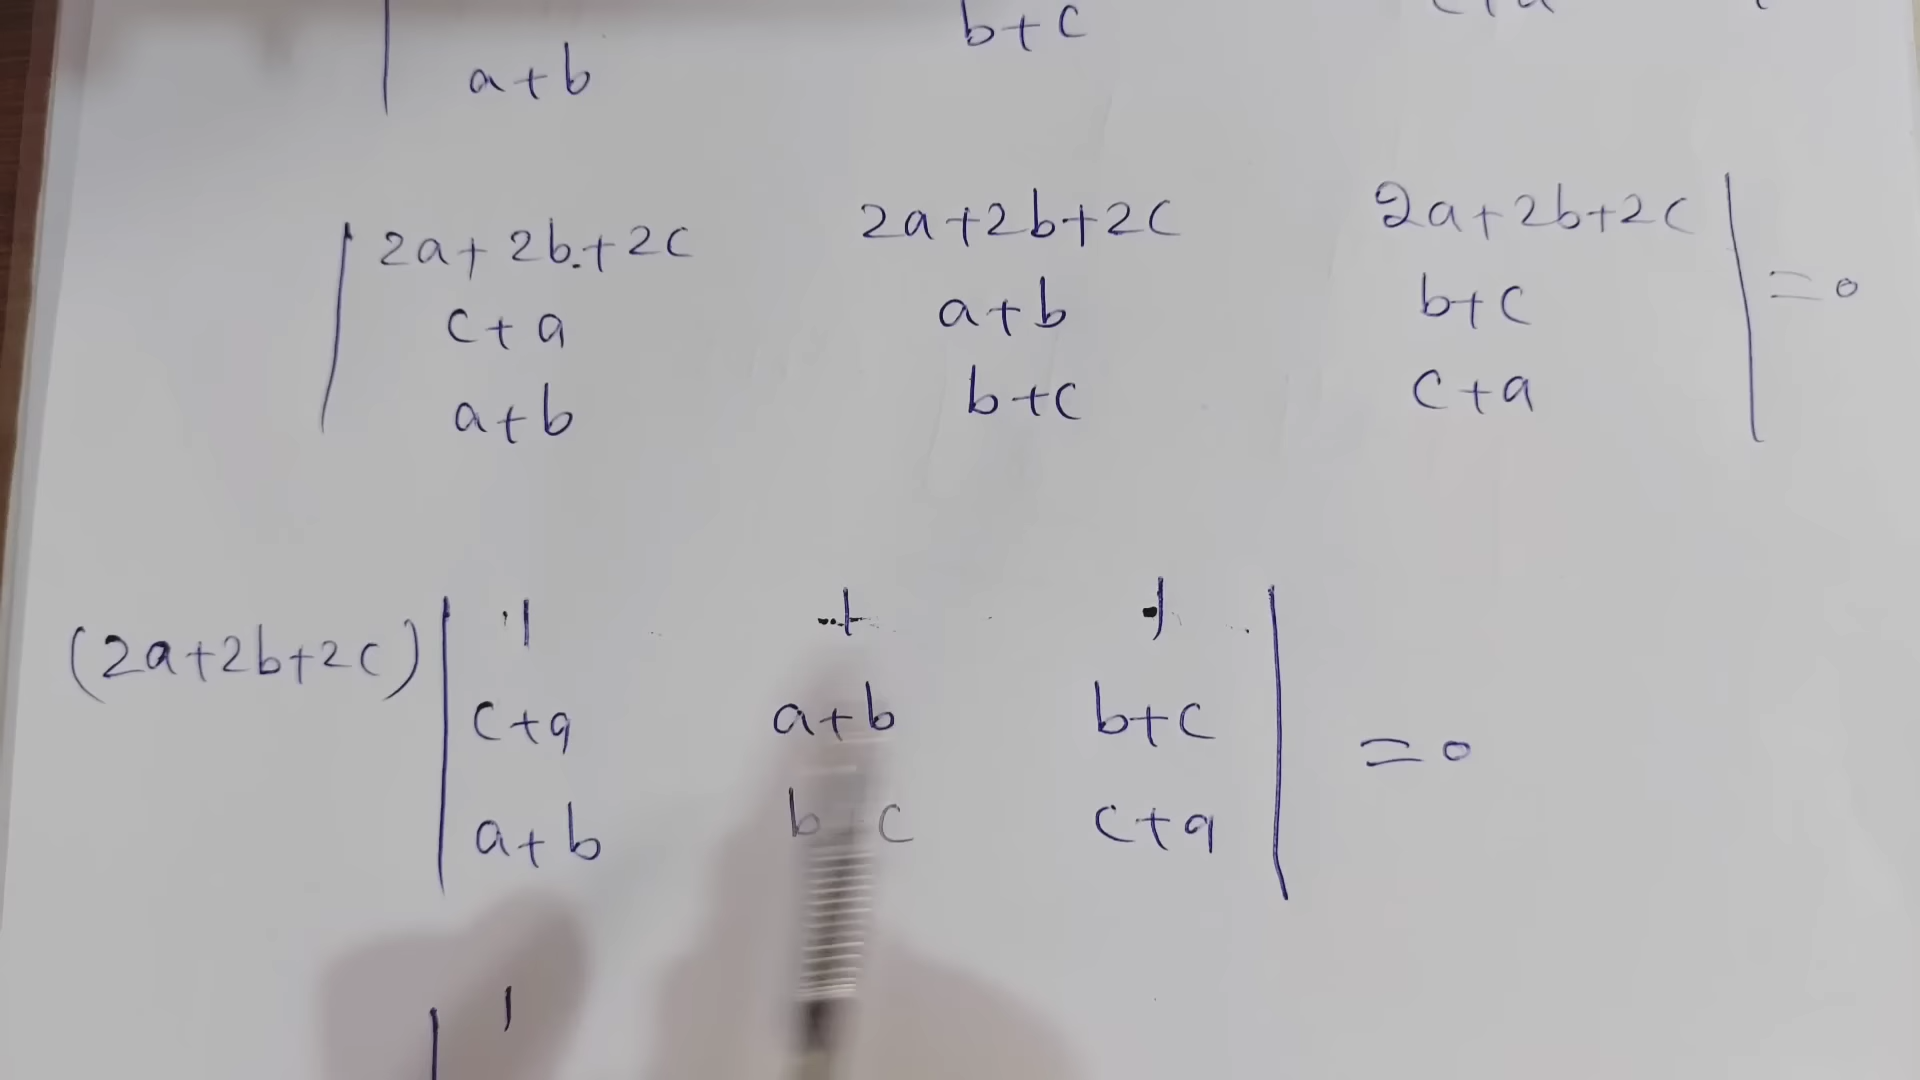 a+b b+c
2a+2b+2c 2a+2b+2c 2a+2b+2c
c+a a+b b+c =0
a+b b+c c+a
(2a+2b+2c) 1 1 1
c+a a+b b+c =0
a+b b+c c+a
1